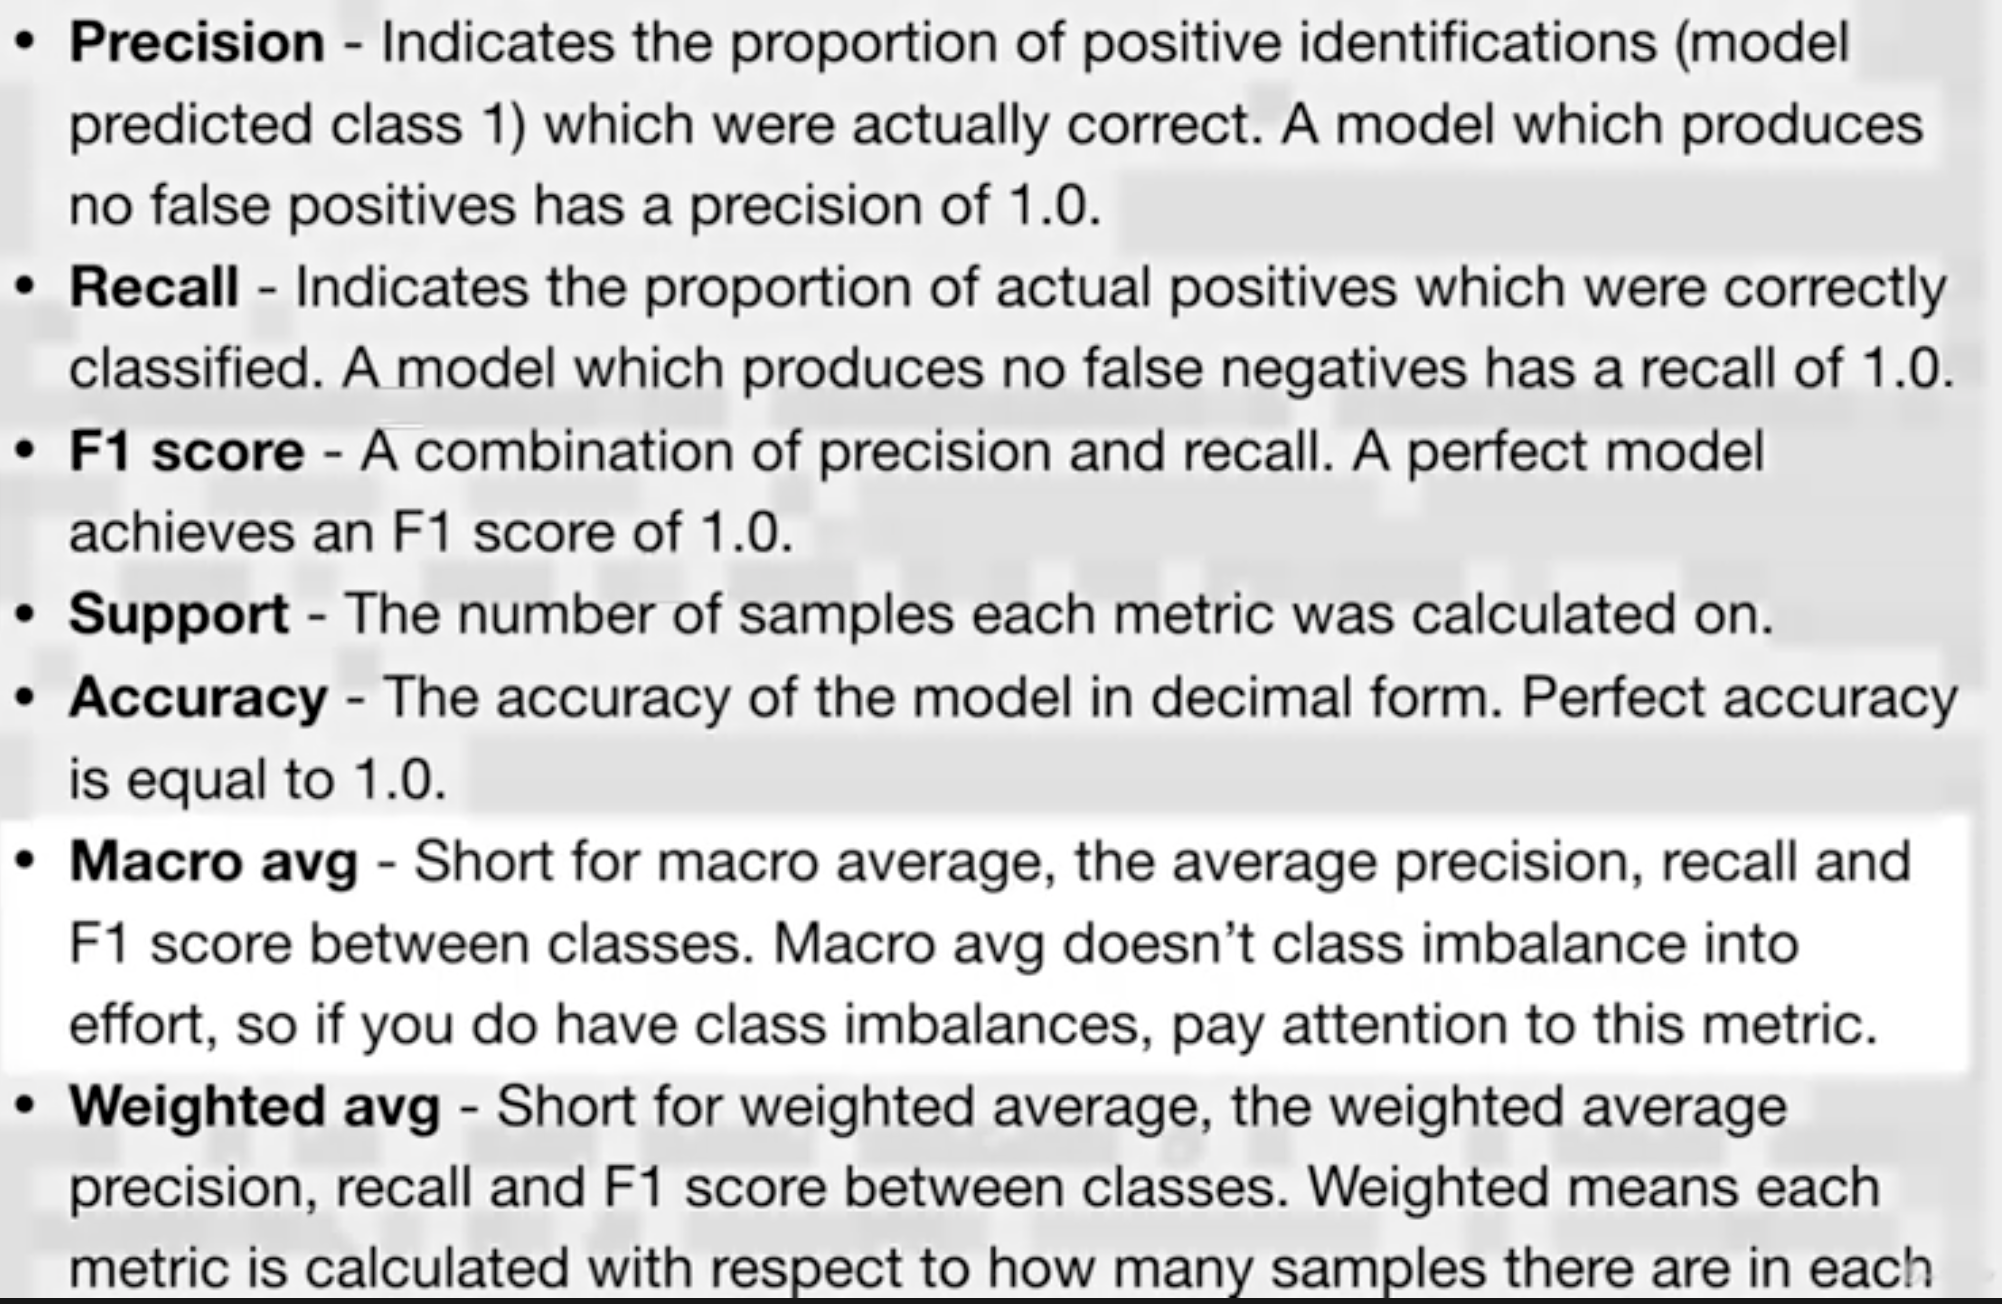 • Precision - Indicates the proportion of positive identifications (model
predicted class 1) which were actually correct. A model which produces
no false positives has a precision of 1.0.
• Recall - Indicates the proportion of actual positives which were correctly
classified. A model which produces no false negatives has a recall of 1.0.
• F1 score - A combination of precision and recall. A perfect model
achieves an F1 score of 1.0.
• Support - The number of samples each metric was calculated on.
• Accuracy - The accuracy of the model in decimal form. Perfect accuracy
is equal to 1.0.
• Macro avg - Short for macro average, the average precision, recall and
F1 score between classes. Macro avg doesn’t class imbalance into
effort, so if you do have class imbalances, pay attention to this metric.
• Weighted avg - Short for weighted average, the weighted average
precision, recall and F1 score between classes. Weighted means each
metric is calculated with respect to how many samples there are in each